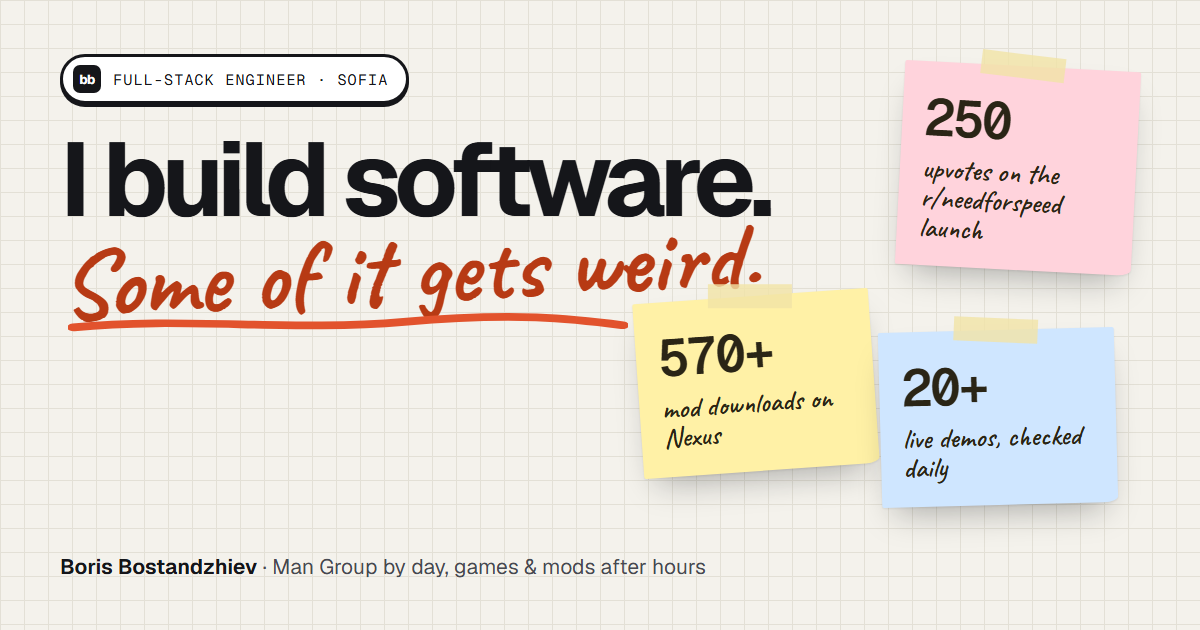 bb FULL-STACK ENGINEER · SOFIA
I build software.
Some of it gets weird.
250
upvotes on the
r/needforspeed
launch
570+
mod downloads on
Nexus
20+
live demos, checked
daily
Boris Bostandzhiev · Man Group by day, games & mods after hours